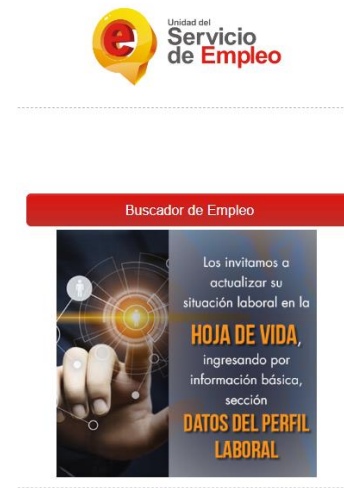 Unidad del
Servicio
de Empleo
Buscador de Empleo
Los invitamos a
actualizar su
situación laboral en la
HOJA DE VIDA,
ingresando por
información básica,
sección
DATOS DEL PERFIL
LABORAL